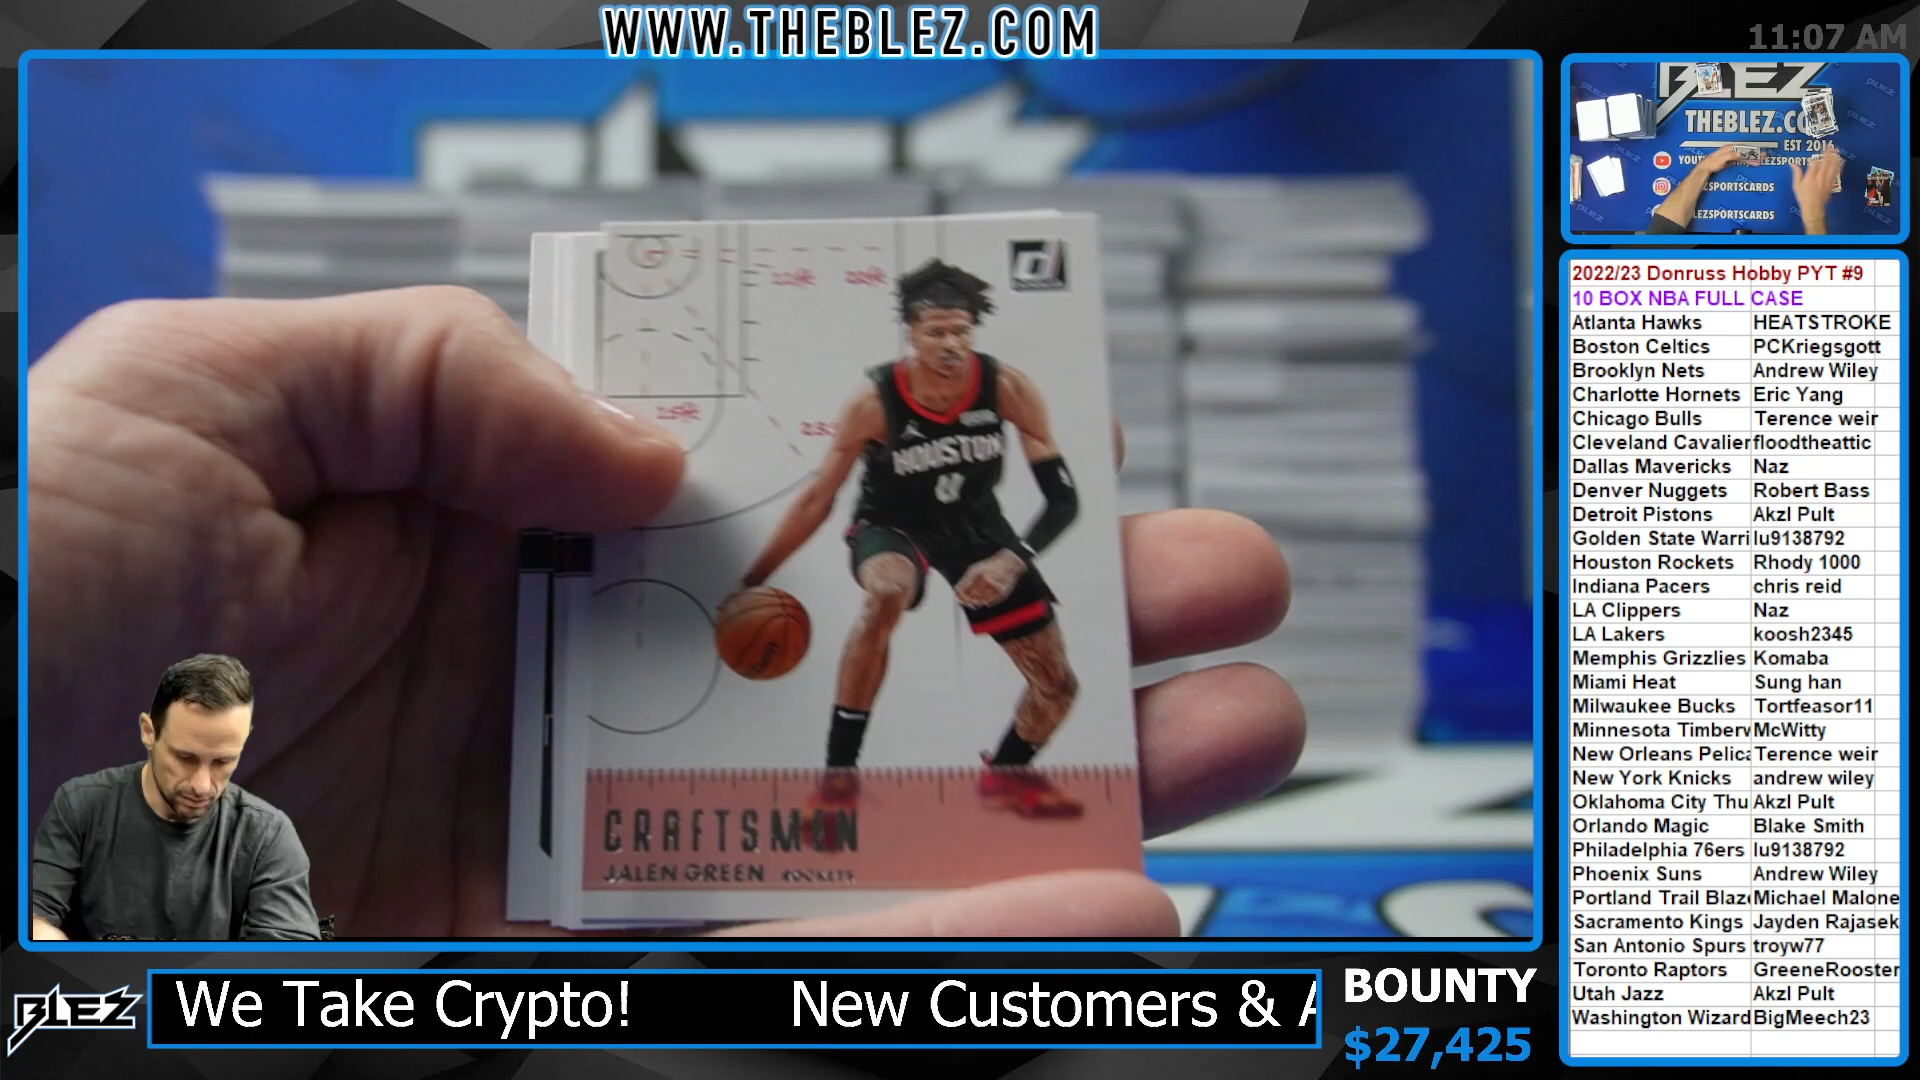 WWW.THEBLEZ.COM
11:07 AM
BLEZ
THEBLEZ.CO
EST 2016
YOUT
LEZSPORTS
ZSPORTSCARDS
LEZSPORTSCARDS
HOUSTON
CRAFTSMEN
JALEN GREEN ROCKETS
2022/23 Donruss Hobby PYT #9
10 BOX NBA FULL CASE
Atlanta Hawks HEATSTROKE
Boston Celtics PCKriegsgott
Brooklyn Nets Andrew Wiley
Charlotte Hornets Eric Yang
Chicago Bulls Terence weir
Cleveland Cavalier floodtheattic
Dallas Mavericks Naz
Denver Nuggets Robert Bass
Detroit Pistons Akzl Pult
Golden State Warri lu9138792
Houston Rockets Rhody 1000
Indiana Pacers chris reid
LA Clippers Naz
LA Lakers koosh2345
Memphis Grizzlies Komaba
Miami Heat Sung han
Milwaukee Bucks Tortfeasor11
Minnesota Timberv McWitty
New Orleans Pelica Terence weir
New York Knicks andrew wiley
Oklahoma City Thu Akzl Pult
Orlando Magic Blake Smith
Philadelphia 76ers lu9138792
Phoenix Suns Andrew Wiley
Portland Trail Blaze Michael Malone
Sacramento Kings Jayden Rajasek
San Antonio Spurs troyw77
Toronto Raptors GreeneRooster
Utah Jazz Akzl Pult
Washington Wizard BigMeech23
BLEZ
We Take Crypto! New Customers & A
BOUNTY
$27,425